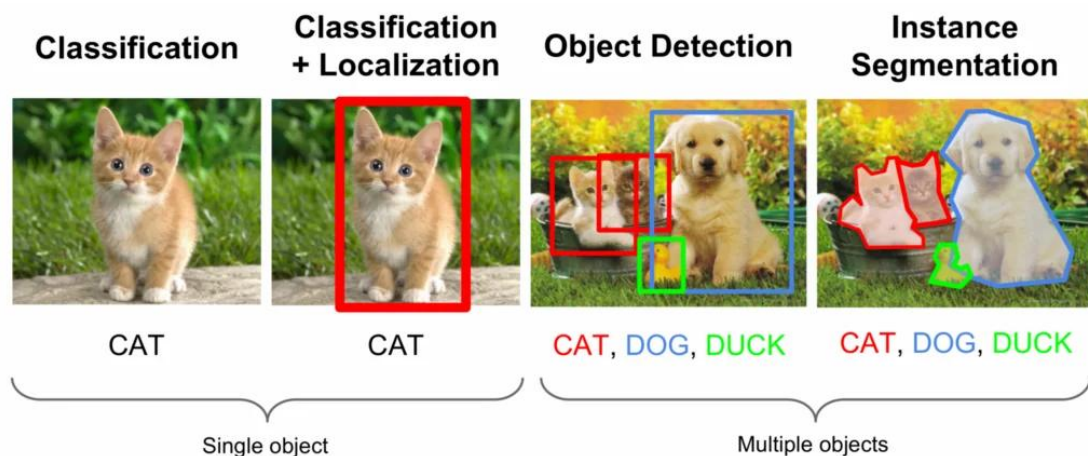 Classification
Classification
+ Localization
Object Detection
Instance
Segmentation
CAT
CAT
CAT, DOG, DUCK
CAT, DOG, DUCK
Single object
Multiple objects